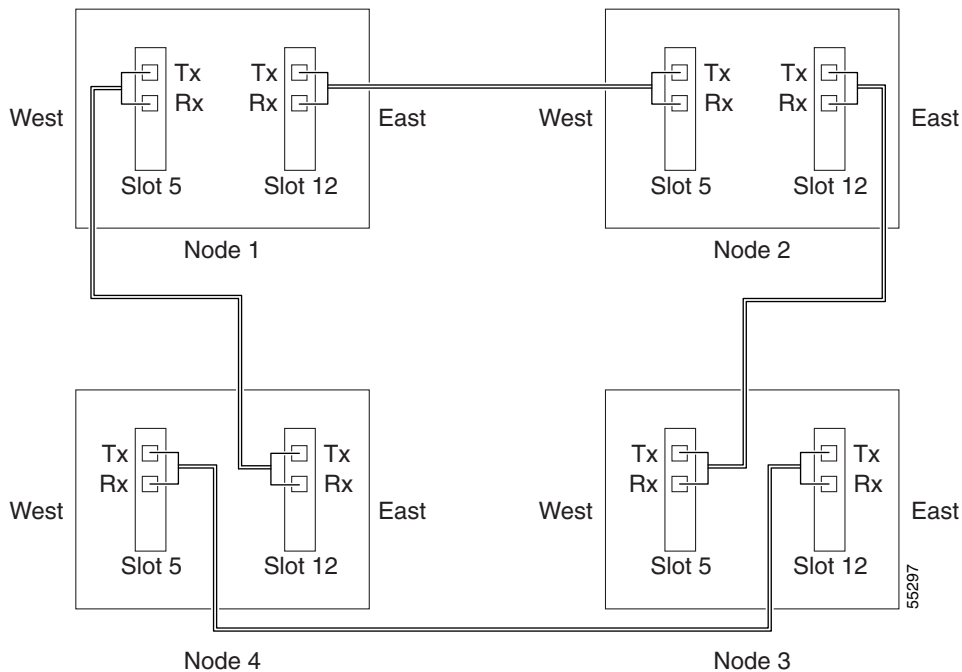 Tx Tx Tx Tx
Rx Rx Rx Rx
West East West East
Slot 5 Slot 12 Slot 5 Slot 12
Node 1 Node 2
Tx Tx Tx Tx
Rx Rx Rx Rx
West East West East
Slot 5 Slot 12 Slot 5 Slot 12
55297
Node 4 Node 3